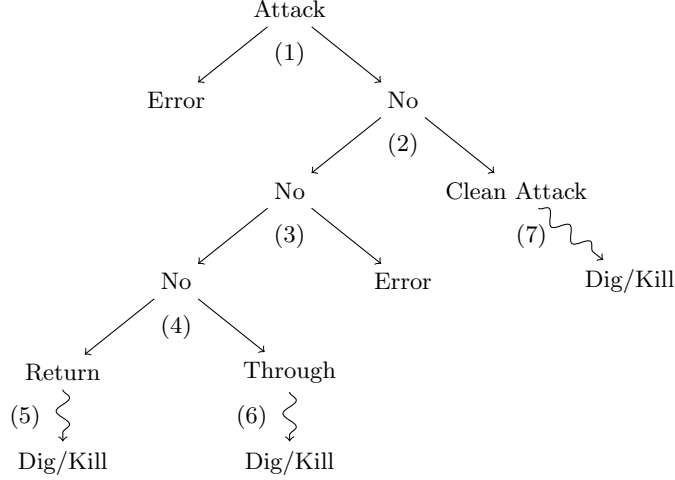 Attack
(1)
Error
No
(2)
No
Clean Attack
(3)
(7)
No
Error
Dig/Kill
(4)
Return
Through
(5)
(6)
Dig/Kill
Dig/Kill